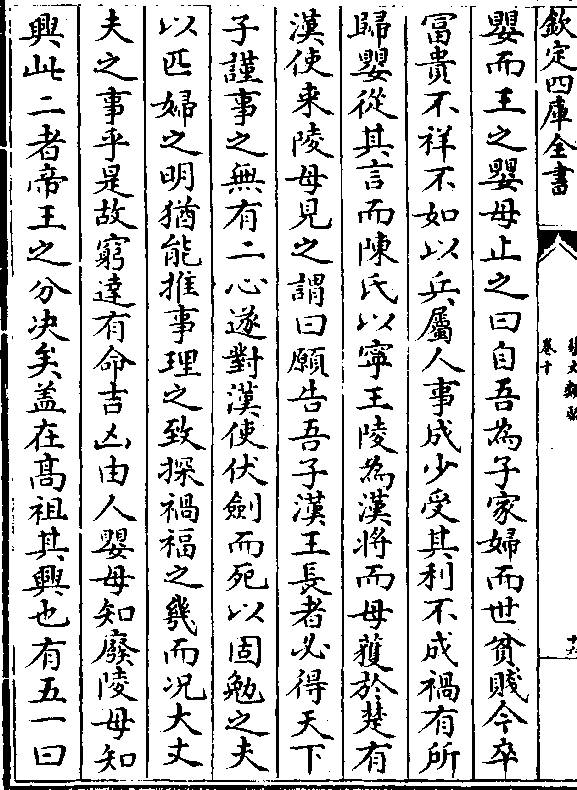 欽定四庫全書
卷十
嬰而王之嬰母止之曰自吾為子家婦而世貧賤今卒
富貴不祥不如以兵屬人事成少受其利不成禍有所
歸嬰從其言而陳氏以寧王陵為漢將而母獲於楚有
漢使来陵母見之謂曰願告吾子漢王長者必得天下
子謹事之無有二心遂對漢使伏劍而死以固勉之夫
以匹婦之明猶能推事理之致探禍福之幾而况大丈
夫之事乎是故窮達有命吉凶由人嬰母知廢陵母知
興此二者帝王之分决矣盖在髙祖其興也有五一曰